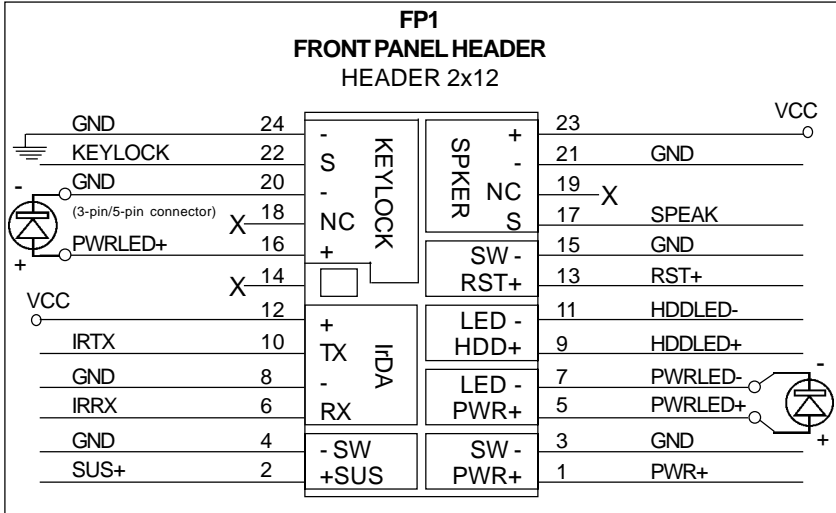 FP1
FRONT PANEL HEADER
HEADER 2x12
VCC
GND 24 - + 23
KEYLOCK 22 S - 21 GND
- GND 20 - NC 19 X
(3-pin/5-pin connector) X 18 NC S 17 SPEAK
KEYLOCK
SPKER
+ PWRLED+ 16 + SW - 15 GND
X 14 RST+ 13 RST+
VCC 12 + LED - 11 HDDLED-
IRTX 10 TX HDD+ 9 HDDLED+
IrDA
GND 8 - LED - 7 PWRLED- -
IRRX 6 RX PWR+ 5 PWRLED+ +
GND 4 - SW SW - 3 GND
SUS+ 2 +SUS PWR+ 1 PWR+